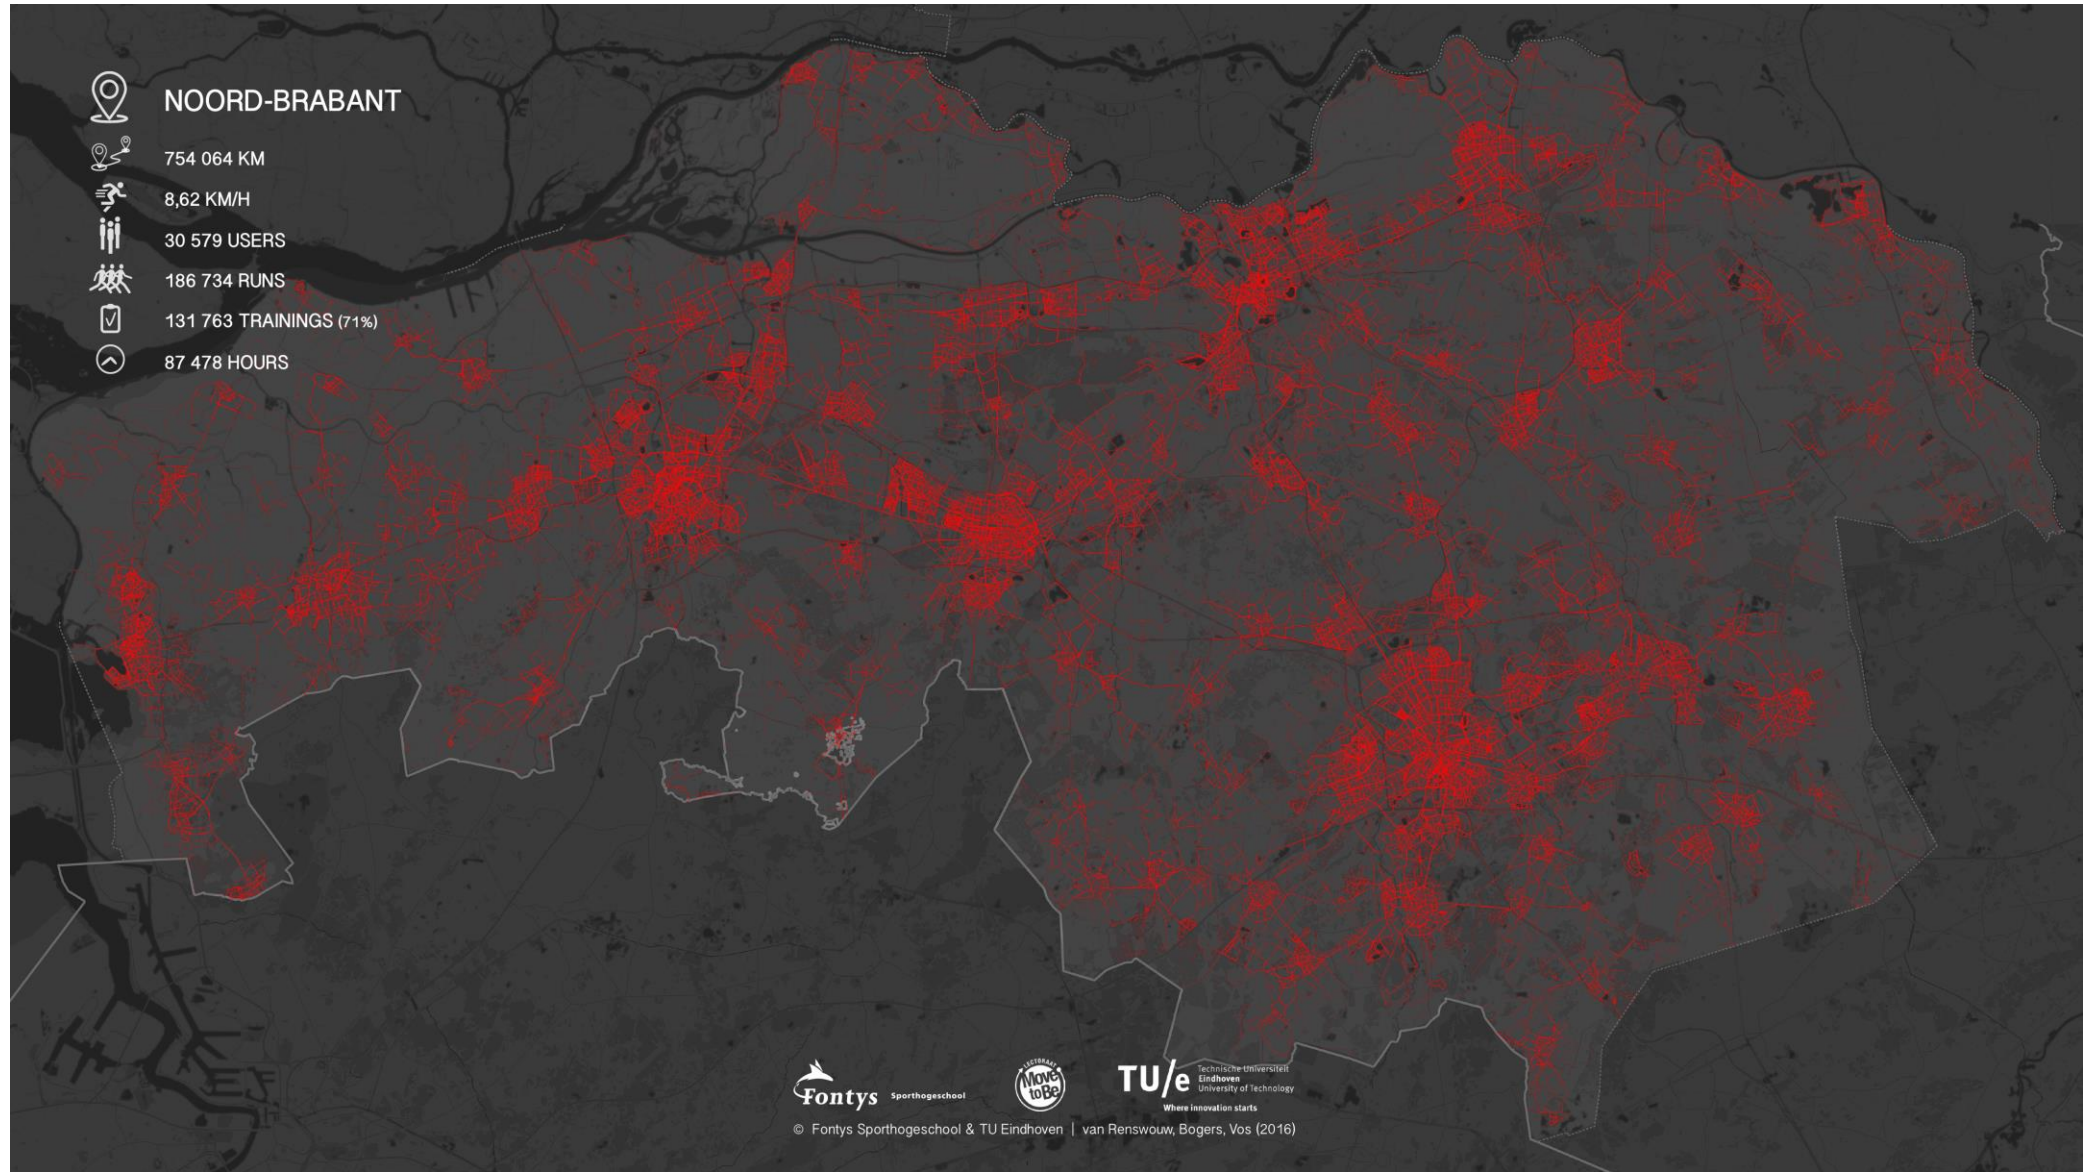 NOORD-BRABANT
754 064 KM
8,62 KM/H
30 579 USERS
186 734 RUNS
131 763 TRAININGS (71%)
87 478 HOURS
Fontys Sporthogeschool
LECTORAAT
Move
to Be
TU/e
Technische Universiteit
Eindhoven
University of Technology
Where innovation starts
© Fontys Sporthogeschool & TU Eindhoven | van Renswouw, Bogers, Vos (2016)